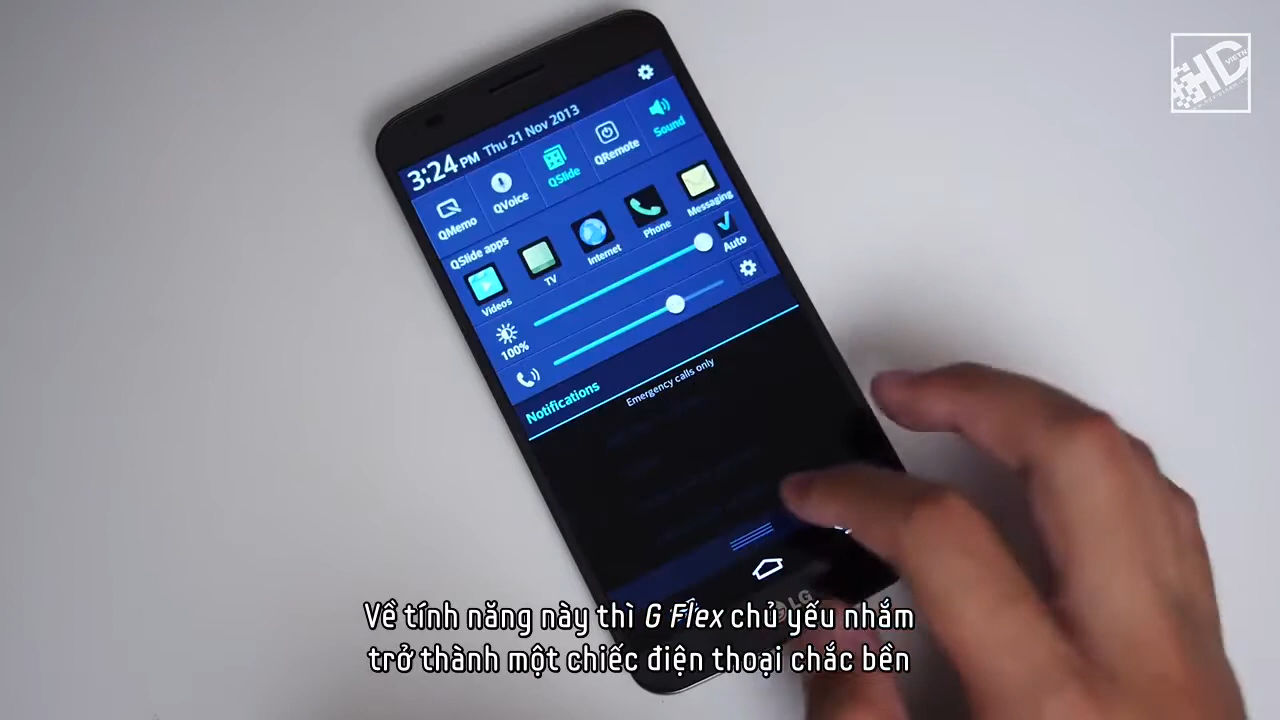 HD
VIETN
3:24 PM Thu 21 Nov 2013
QMemo
QVoice
QSlide
QRemote
Sound
QSlide apps
Videos
TV
Internet
Phone
Messaging
100%
Auto
Notifications
Emergency calls only
LG
Về tính năng này thì G Flex chủ yếu nhắm
trở thành một chiếc điện thoại chắc bền